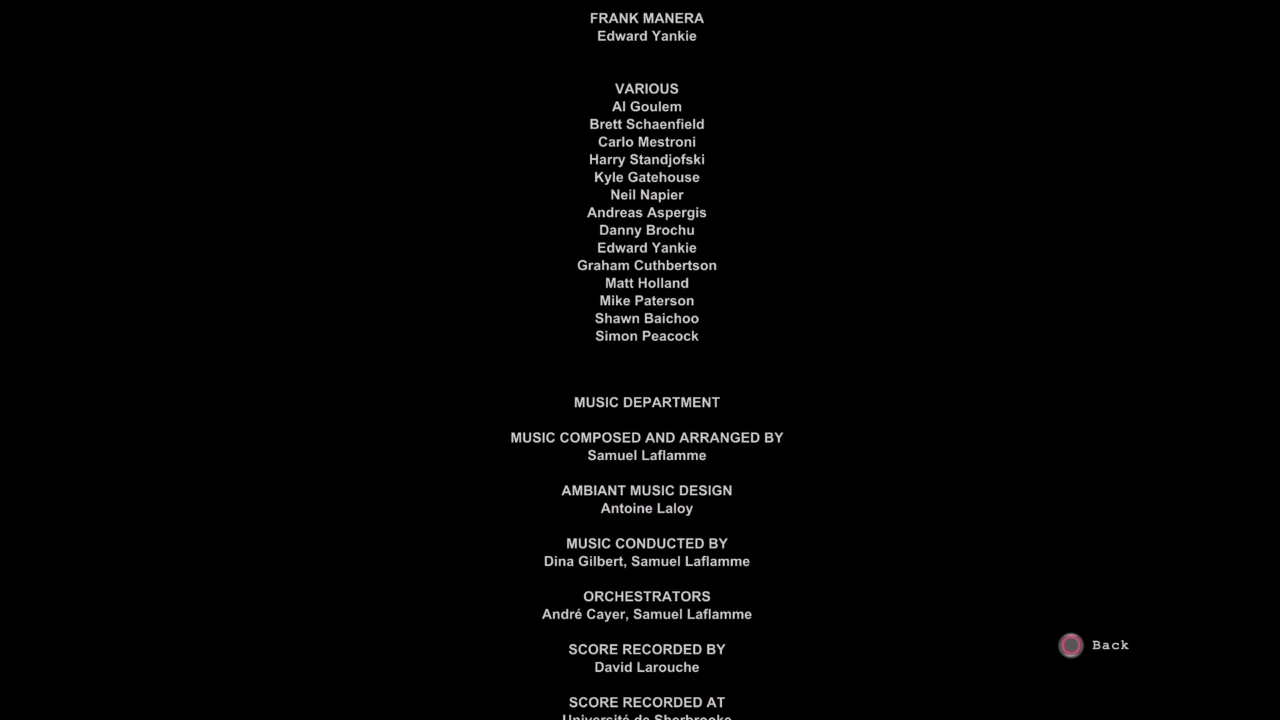 FRANK MANERA
Edward Yankie
VARIOUS
Al Goulem
Brett Schaenfield
Carlo Mestroni
Harry Standjofski
Kyle Gatehouse
Neil Napier
Andreas Aspergis
Danny Brochu
Edward Yankie
Graham Cuthbertson
Matt Holland
Mike Paterson
Shawn Baichoo
Simon Peacock
MUSIC DEPARTMENT
MUSIC COMPOSED AND ARRANGED BY
Samuel Laflamme
AMBIANT MUSIC DESIGN
Antoine Laloy
MUSIC CONDUCTED BY
Dina Gilbert, Samuel Laflamme
ORCHESTRATORS
André Cayer, Samuel Laflamme
SCORE RECORDED BY
David Larouche
Back
SCORE RECORDED AT
Université de Sherbrooke